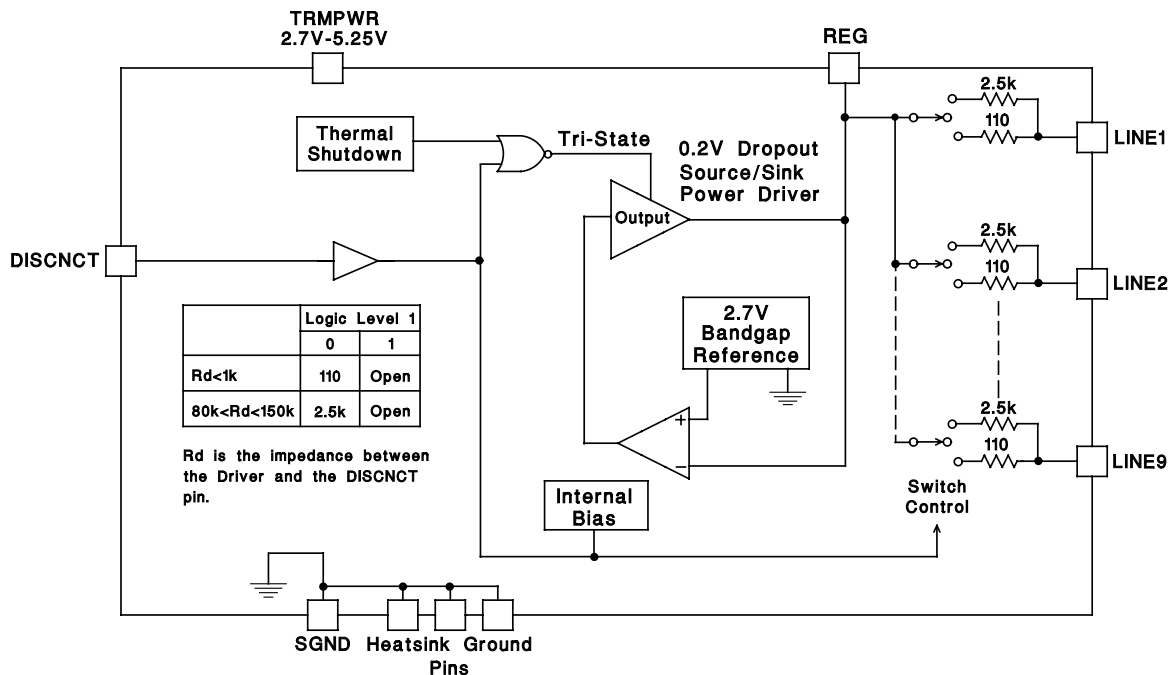 TRMPWR
2.7V-5.25V
REG
2.5k
110
LINE1
Thermal
Shutdown
Tri-State
0.2V Dropout
Source/Sink
Power Driver
Output
DISCNCT
2.5k
110
LINE2
Logic Level 1
0 1
Rd<1k 110 Open
80k<Rd<150k 2.5k Open
2.7V
Bandgap
Reference
+
−
Rd is the impedance between
the Driver and the DISCNCT
pin.
2.5k
110
LINE9
Switch
Control
Internal
Bias
SGND
Heatsink Ground
Pins